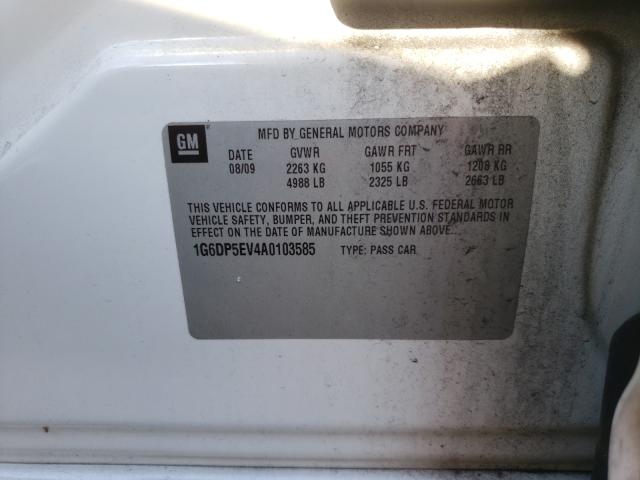 GM
MFD BY GENERAL MOTORS COMPANY
DATE GVWR GAWR FRT GAWR RR
08/09 2263 KG 1055 KG 1208 KG
4988 LB 2325 LB 2663 LB
THIS VEHICLE CONFORMS TO ALL APPLICABLE U.S. FEDERAL MOTOR
VEHICLE SAFETY, BUMPER, AND THEFT PREVENTION STANDARDS IN
EFFECT ON THE DATE OF MANUFACTURE SHOWN ABOVE.
1G6DP5EV4A0103585 TYPE: PASS CAR